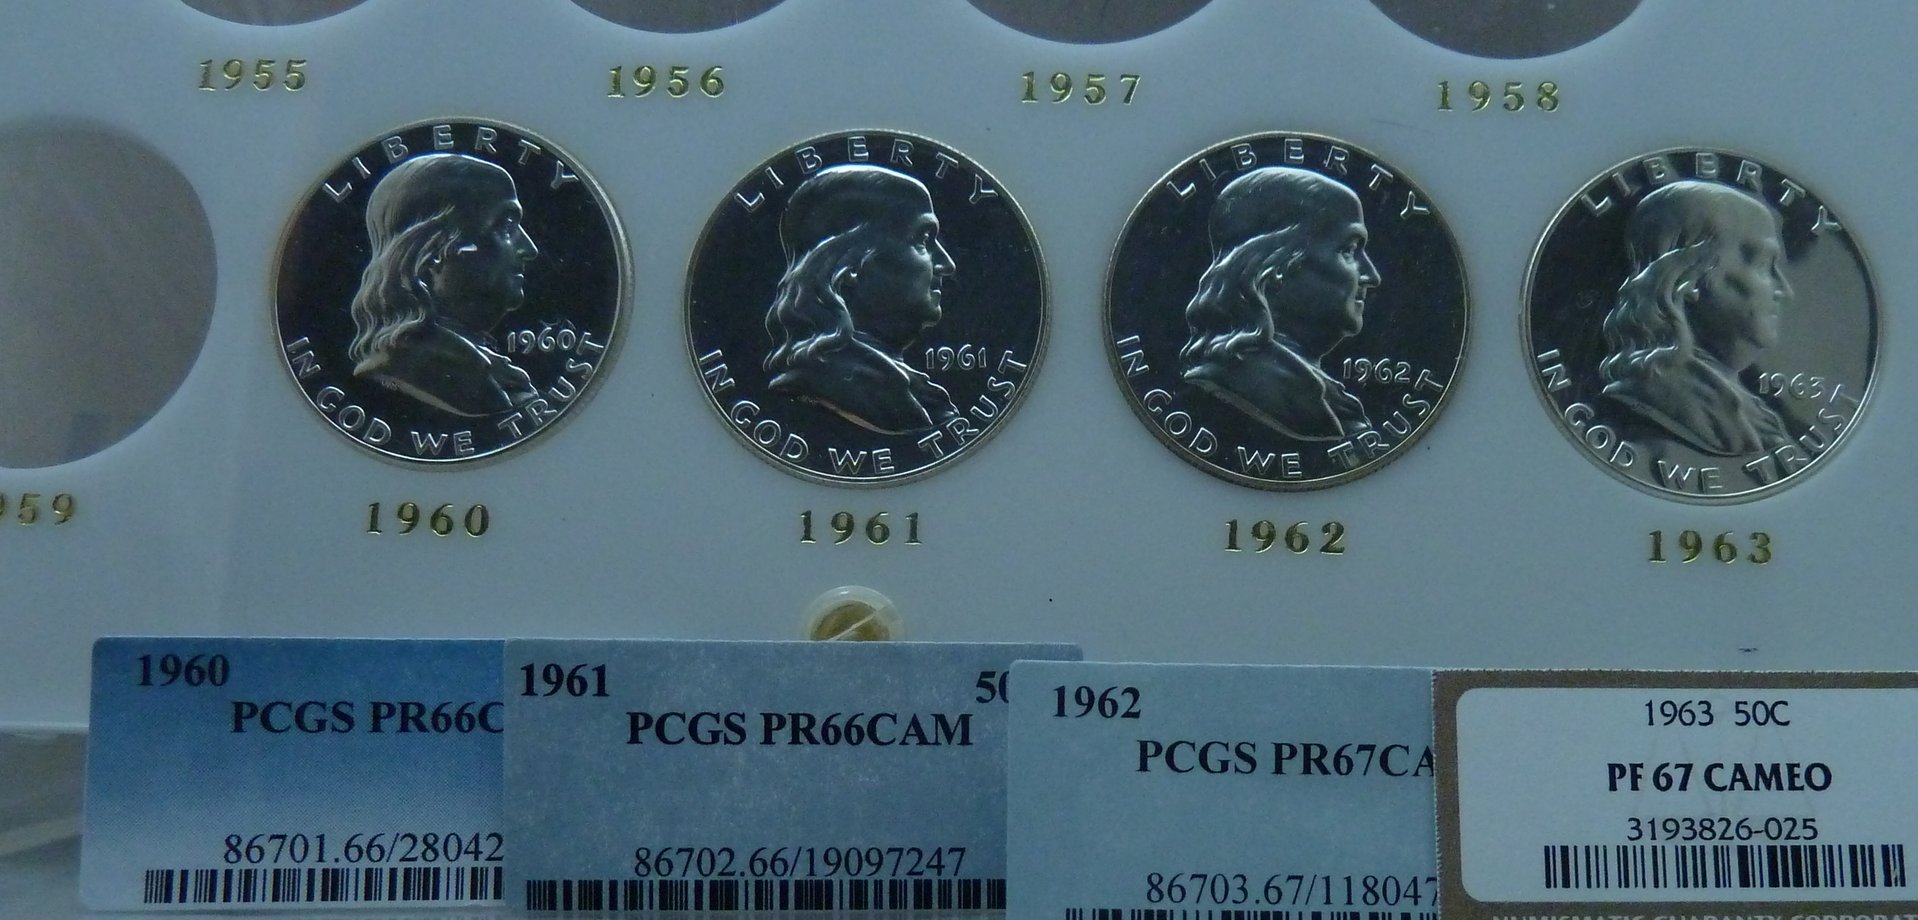 1955 1956 1957 1958
LIBERTY
1960
IN GOD WE TRUST
LIBERTY
1961
IN GOD WE TRUST
LIBERTY
1962
IN GOD WE TRUST
LIBERTY
1963
IN GOD WE TRUST
959 1960 1961 1962 1963
1960
PCGS PR66C
86701.66/28042
1961 50
PCGS PR66CAM
86702.66/19097247
1962
PCGS PR67CA
86703.67/118047
1963 50C
PF 67 CAMEO
3193826-025